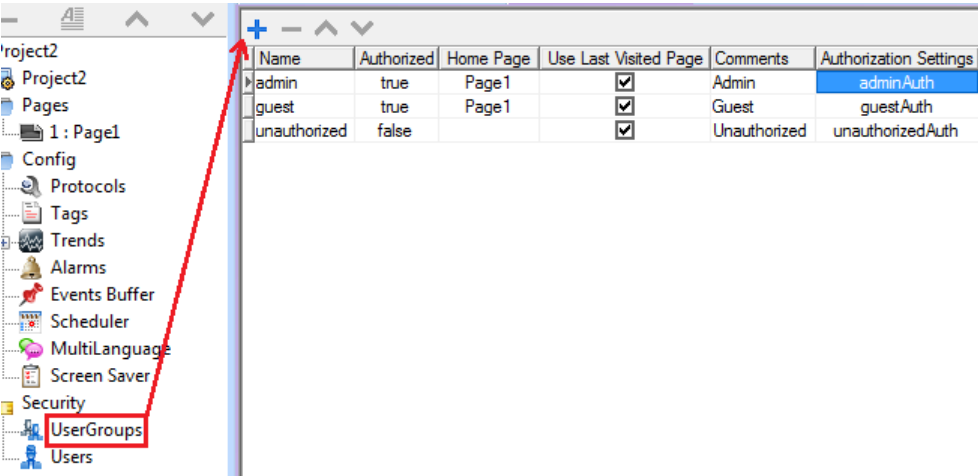 Project2
Project2
Pages
1 : Page1
Config
Protocols
Tags
Trends
Alarms
Events Buffer
Scheduler
MultiLanguage
Screen Saver
Security
UserGroups
Users
Name Authorized Home Page Use Last Visited Page Comments Authorization Settings
admin true Page1 Admin adminAuth
guest true Page1 Guest guestAuth
unauthorized false Unauthorized unauthorizedAuth